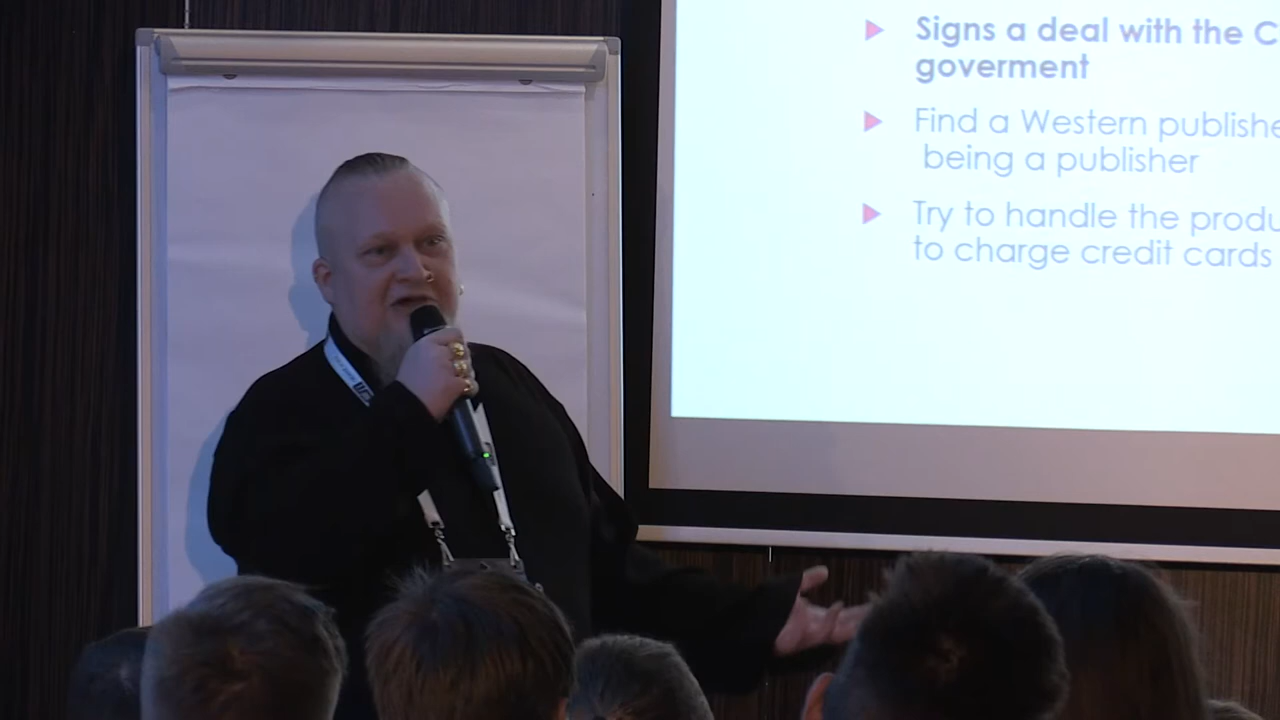 Signs a deal with the C
goverment
Find a Western publishe
being a publisher
Try to handle the produ
to charge credit cards